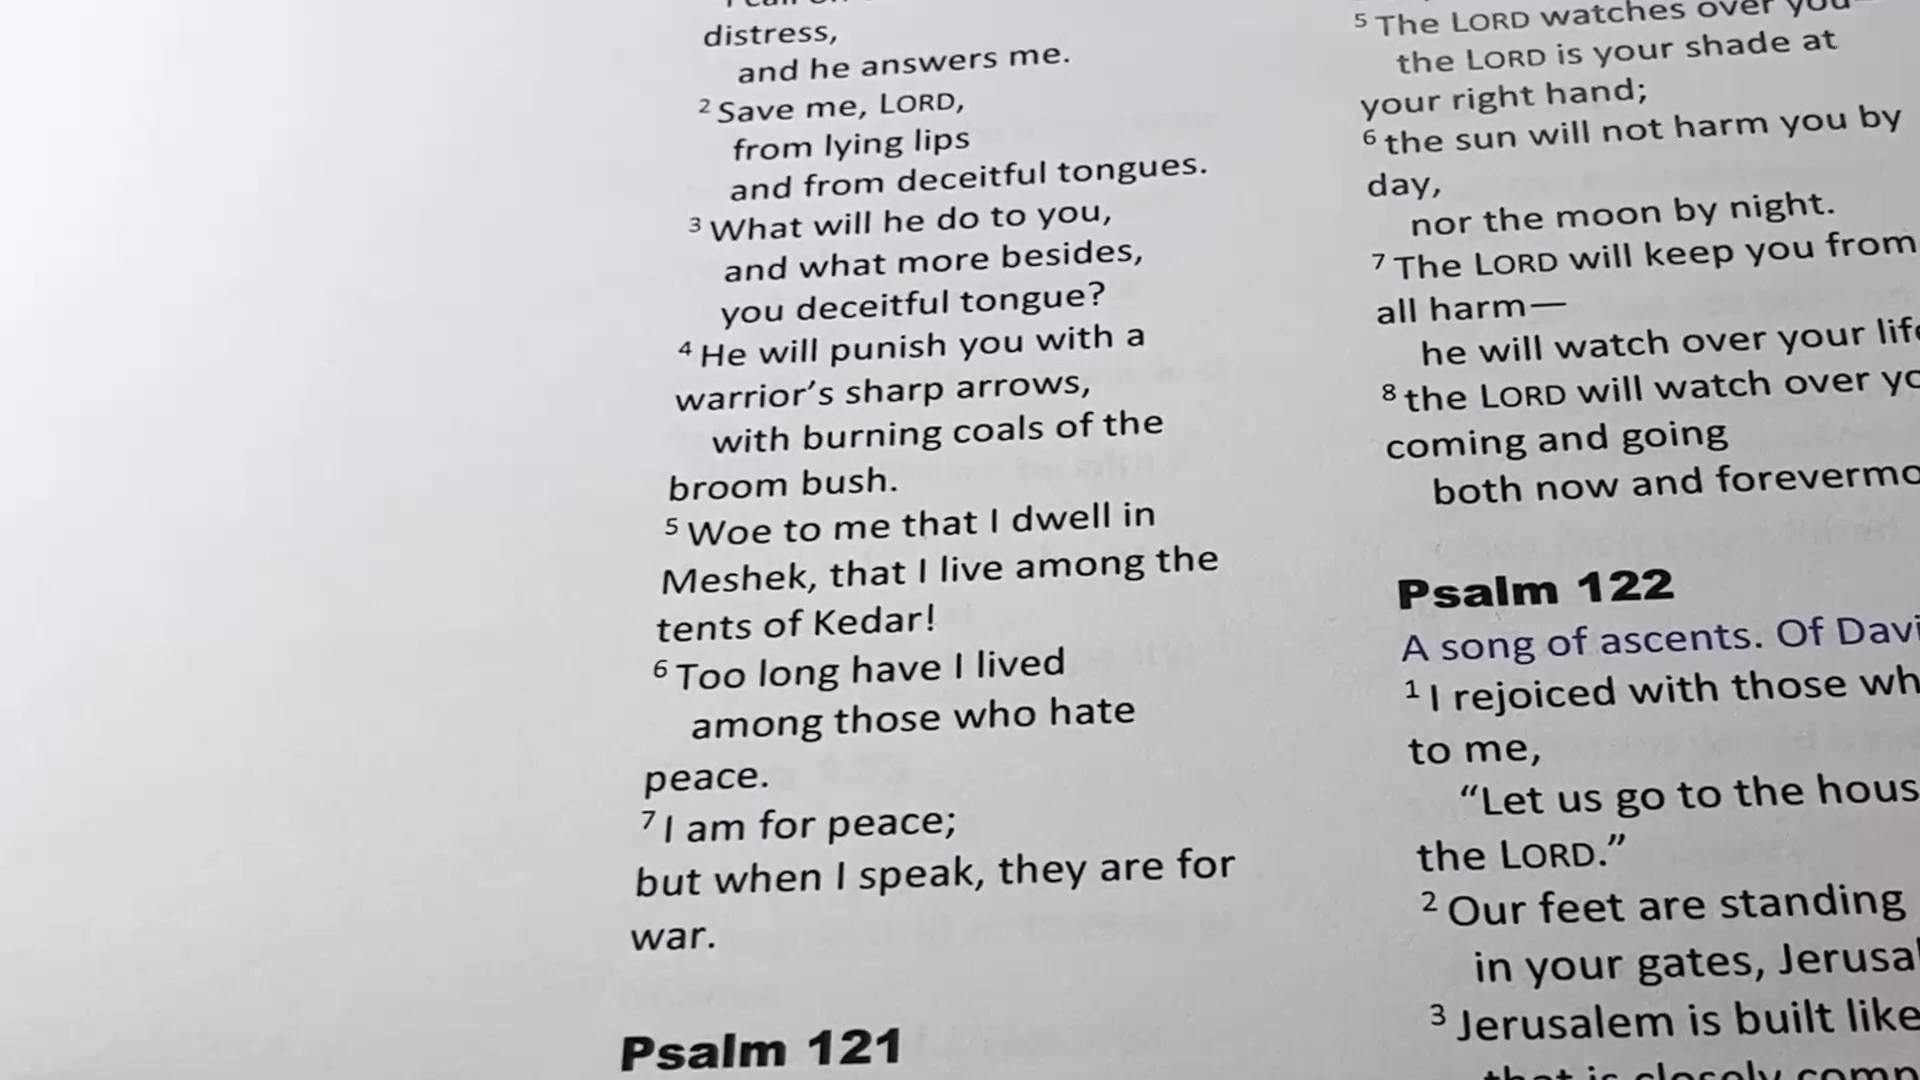 distress,
and he answers me.
2 Save me, LORD,
from lying lips
and from deceitful tongues.
3 What will he do to you,
and what more besides,
you deceitful tongue?
4 He will punish you with a
warrior’s sharp arrows,
with burning coals of the
broom bush.
5 Woe to me that I dwell in
Meshek, that I live among the
tents of Kedar!
6 Too long have I lived
among those who hate
peace.
7 I am for peace;
but when I speak, they are for
war.
Psalm 121
5 The LORD watches over you
the LORD is your shade at
your right hand;
6 the sun will not harm you by
day,
nor the moon by night.
7 The LORD will keep you from
all harm—
he will watch over your
8 the LORD will watch over
coming and going
both now and
Psalm 122
A song of ascents. Of
1 I rejoiced with those
to me,
“Let us go to the
the LORD.”
2 Our feet are standing
in your gates,
3 Jerusalem is built like
that is closely